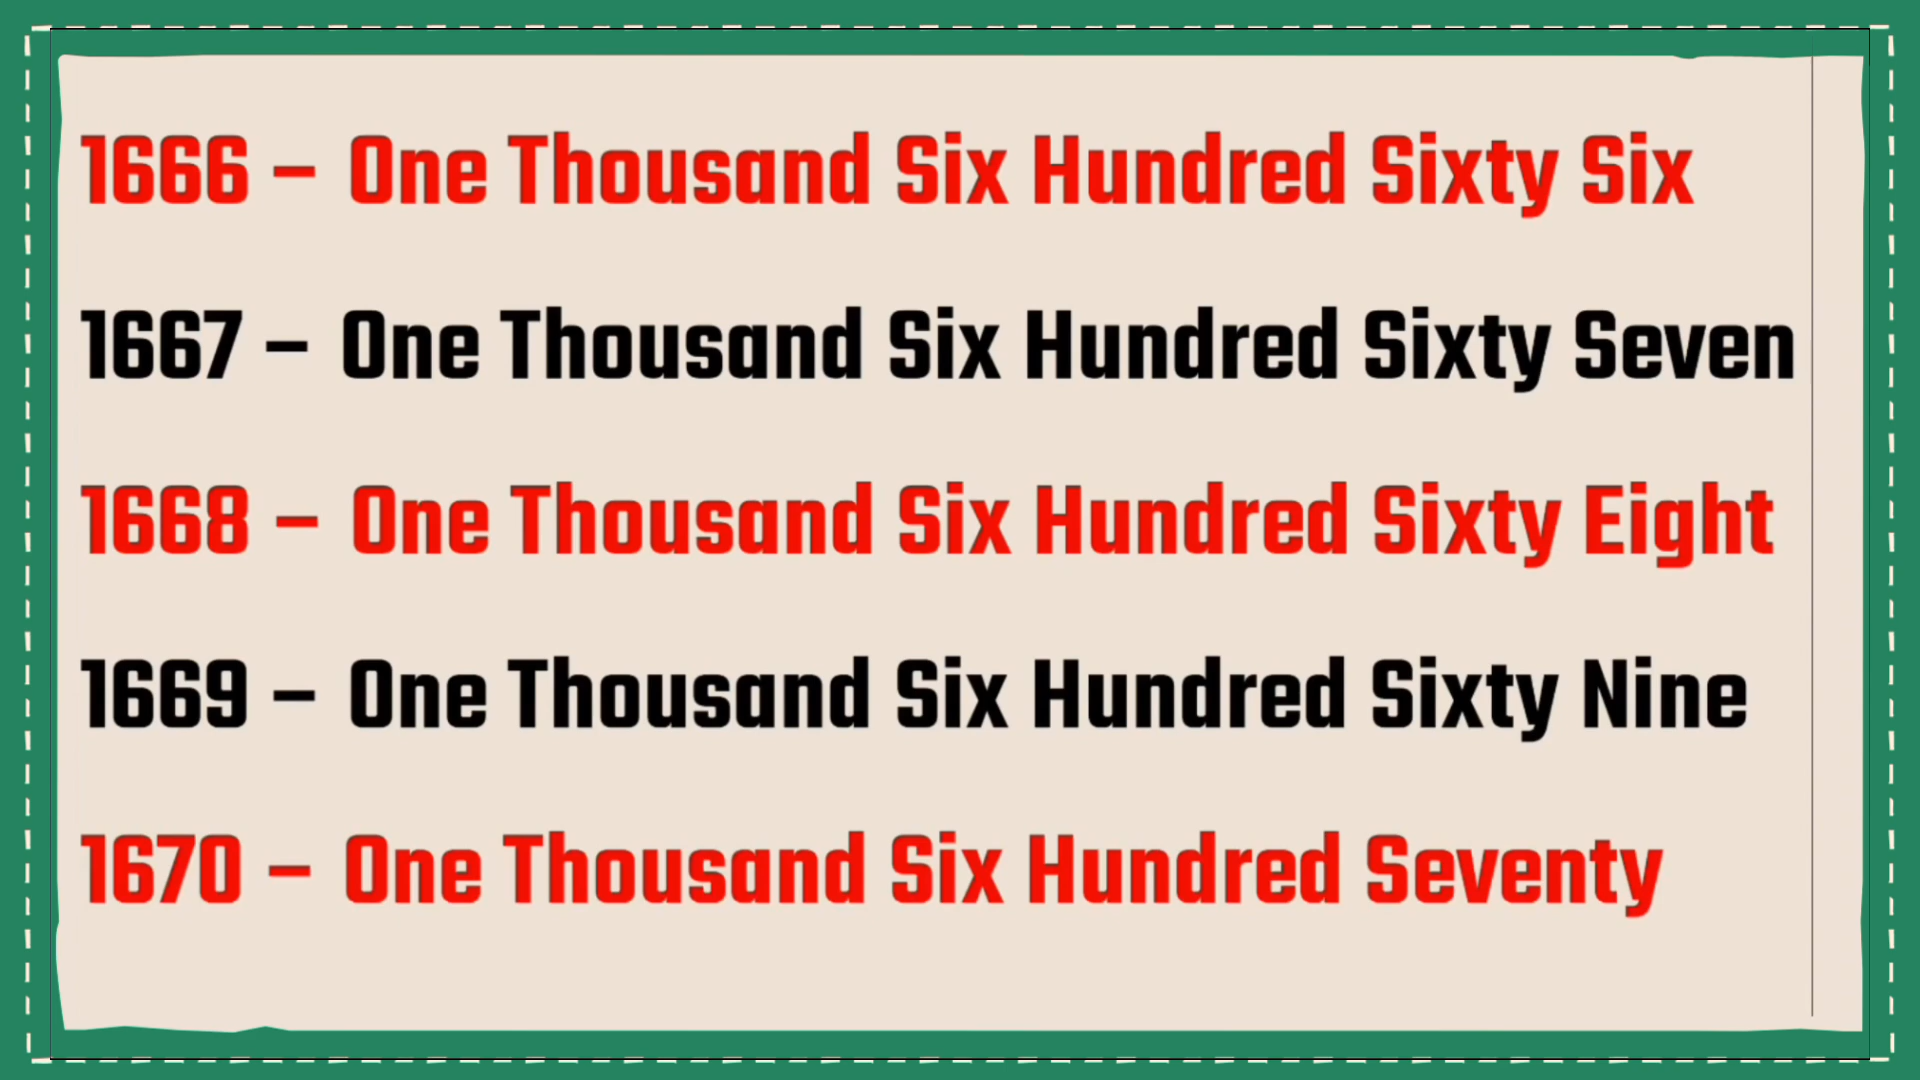 1666 – One Thousand Six Hundred Sixty Six
1667 – One Thousand Six Hundred Sixty Seven
1668 – One Thousand Six Hundred Sixty Eight
1669 – One Thousand Six Hundred Sixty Nine
1670 – One Thousand Six Hundred Seventy